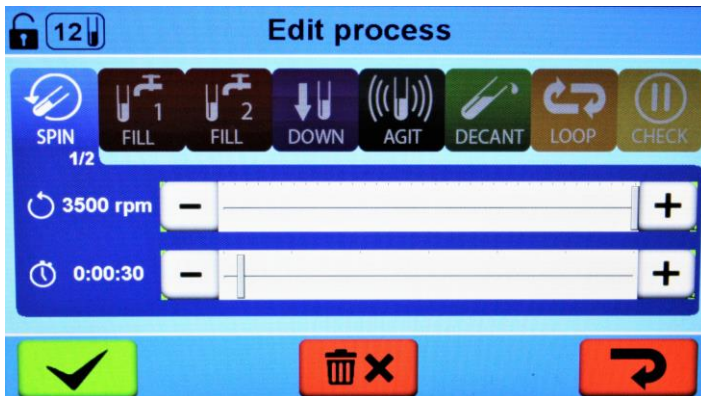 12
Edit process
SPIN
1/2
1
FILL
2
FILL
DOWN
AGIT
DECANT
LOOP
CHECK
3500 rpm
− +
0:00:30
− +